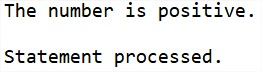 The number is positive.
Statement processed.